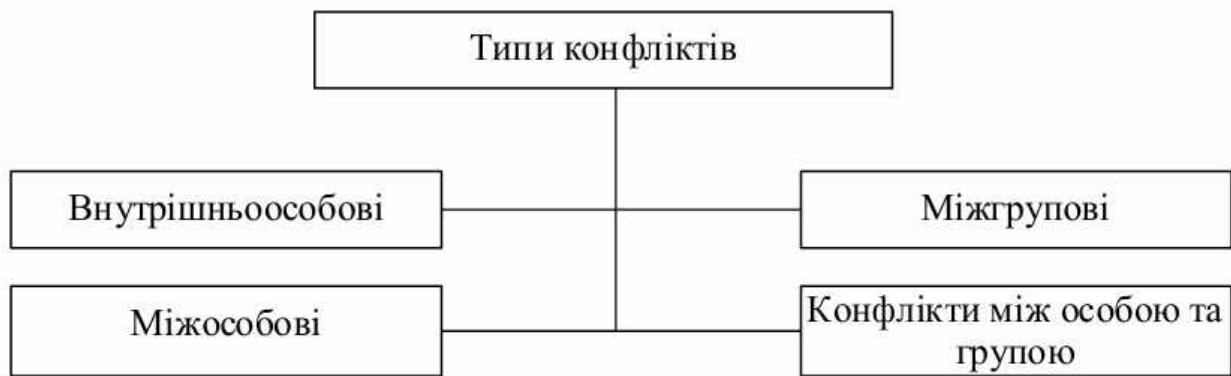 Типи конфліктів
Внутрішньоособові
Міжгрупові
Міжособові
Конфлікти між особою та
групою